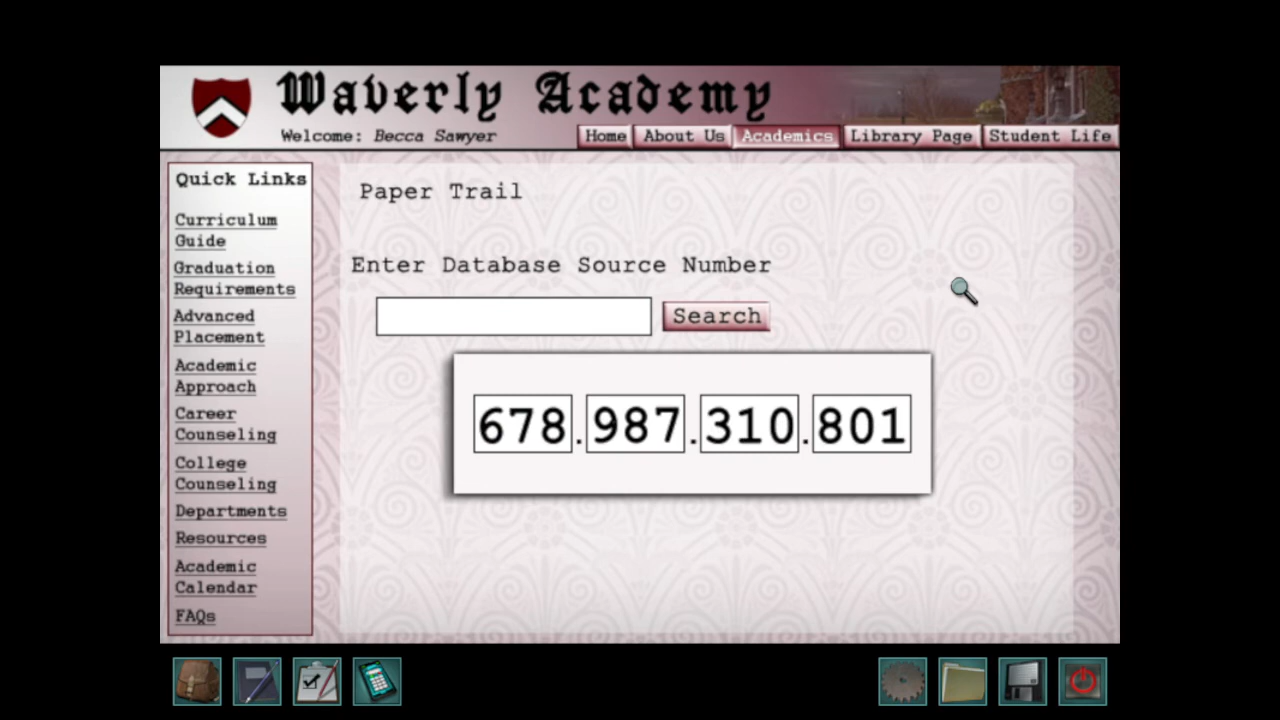 Waverly Academy
Welcome: Becca Sawyer
Home About Us Academics Library Page Student Life
Quick Links
Curriculum
Guide
Graduation
Requirements
Advanced
Placement
Academic
Approach
Career
Counseling
College
Counseling
Departments
Resources
Academic
Calendar
FAQs
Paper Trail
Enter Database Source Number
Search
678.987.310.801